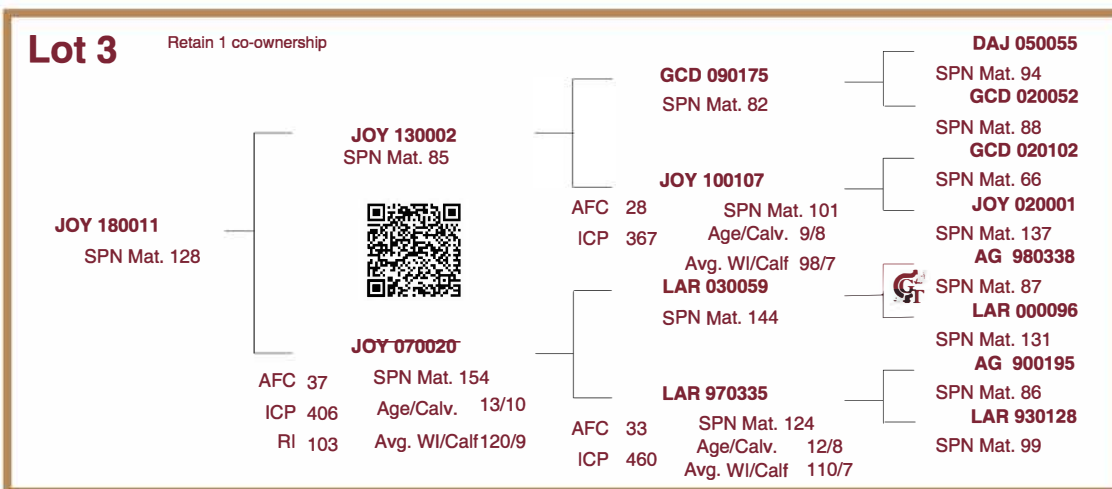 Lot 3
Retain 1 co-ownership
JOY 180011
SPN Mat. 128
JOY 130002
SPN Mat. 85
JOY 070020
AFC 37 SPN Mat. 154
ICP 406 Age/Calv. 13/10
RI 103 Avg. WI/Calf 120/9
GCD 090175
SPN Mat. 82
JOY 100107
AFC 28 SPN Mat. 101
ICP 367 Age/Calv. 9/8
Avg. WI/Calf 98/7
LAR 030059
SPN Mat. 144
LAR 970335
AFC 33 SPN Mat. 124
ICP 460 Age/Calv. 12/8
Avg. WI/Calf 110/7
DAJ 050055
SPN Mat. 94
GCD 020052
SPN Mat. 88
GCD 020102
SPN Mat. 66
JOY 020001
SPN Mat. 137
AG 980338
GT
SPN Mat. 87
LAR 000096
SPN Mat. 131
AG 900195
SPN Mat. 86
LAR 930128
SPN Mat. 99